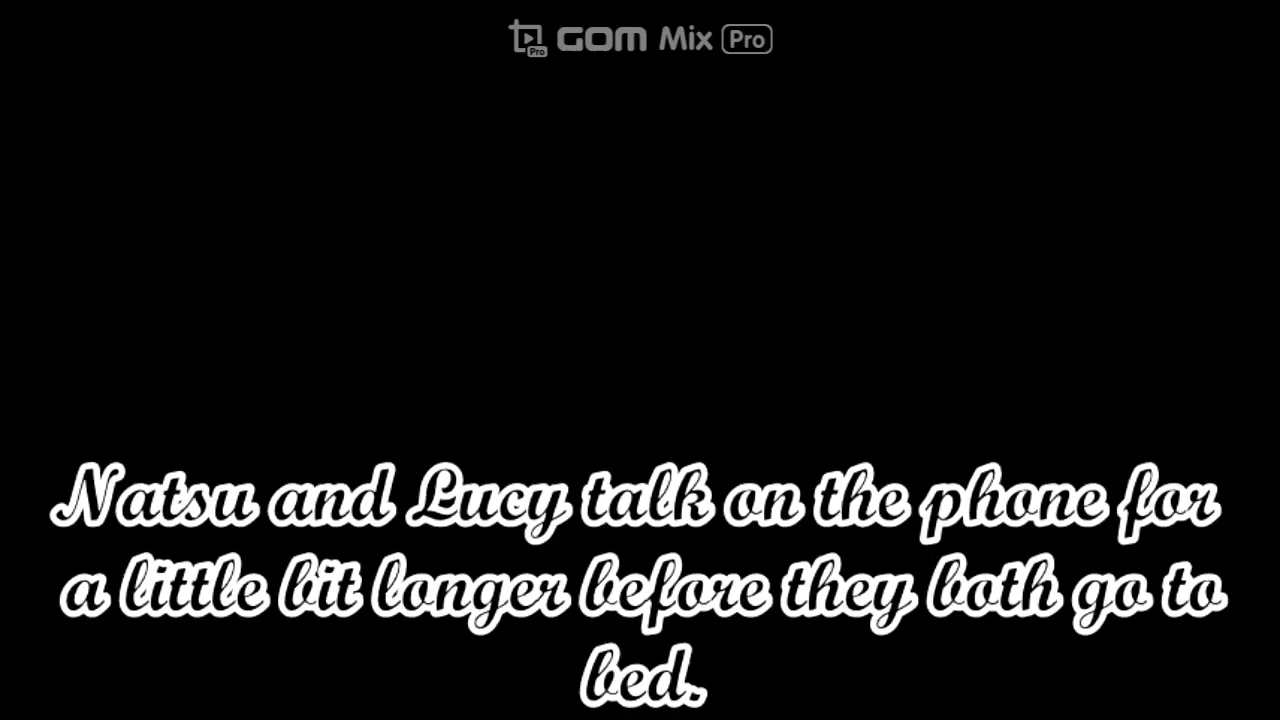 Pro GOM Mix Pro
Natsu and Lucy talk on the phone for
a little bit longer before they both go to
bed.